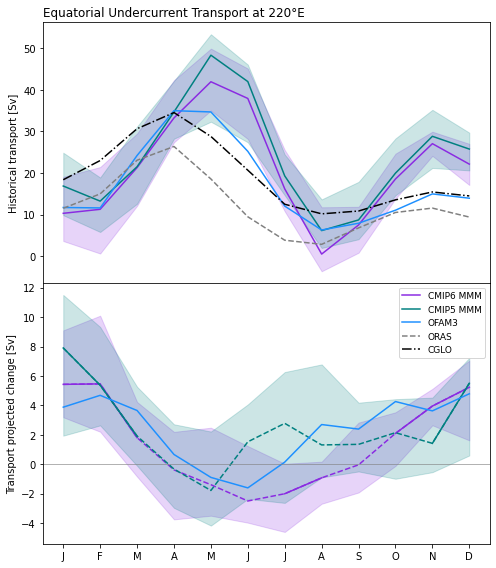 Equatorial Undercurrent Transport at 220°E
Historical transport [Sv]
50
40
30
20
10
0
Transport projected change [Sv]
12
10
8
6
4
2
0
−2
−4
CMIP6 MMM
CMIP5 MMM
OFAM3
ORAS
CGLO
J F M A M J J A S O N D